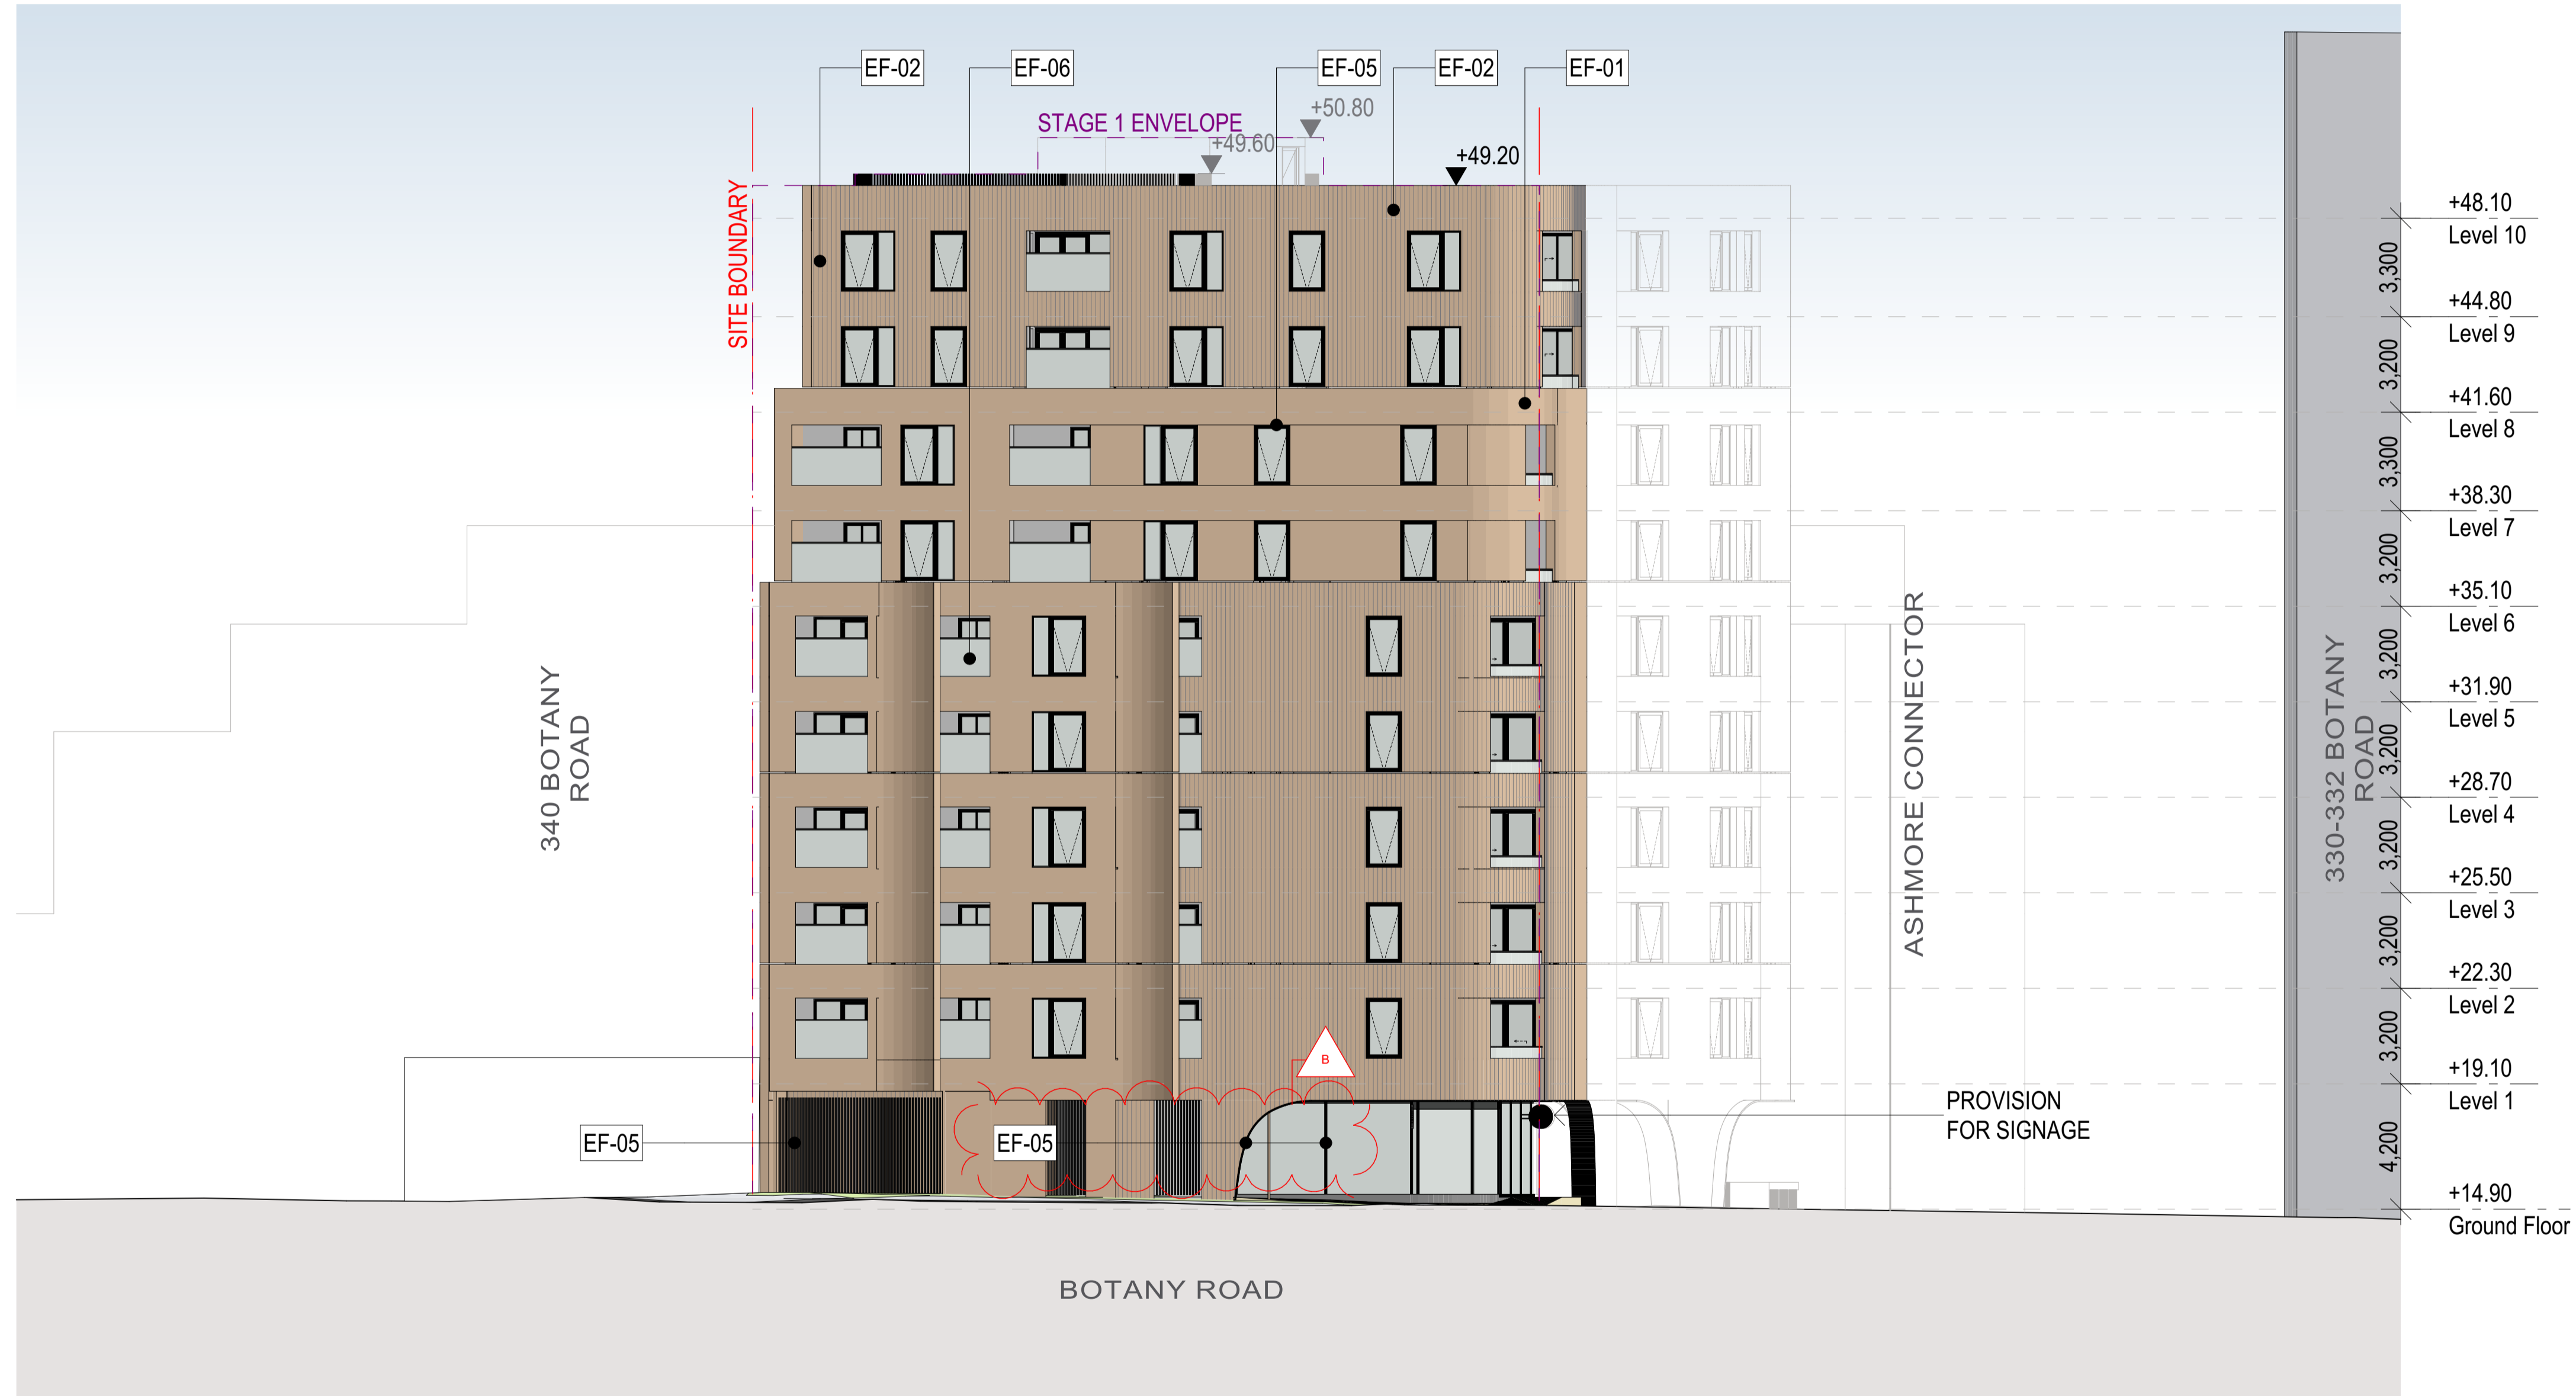 EF-02
EF-06
EF-05
EF-02
EF-01
+50.80
STAGE 1 ENVELOPE
+49.60
+49.20
SITE BOUNDARY
+48.10
Level 10
3,300
+44.80
Level 9
3,200
+41.60
Level 8
3,300
+38.30
Level 7
3,200
+35.10
Level 6
3,200
+31.90
Level 5
3,200
+28.70
Level 4
3,200
+25.50
Level 3
3,200
+22.30
Level 2
3,200
+19.10
Level 1
4,200
+14.90
Ground Floor
340 BOTANY
ROAD
ASHMORE CONNECTOR
330-332 BOTANY
ROAD
B
PROVISION
FOR SIGNAGE
EF-05
EF-05
BOTANY ROAD